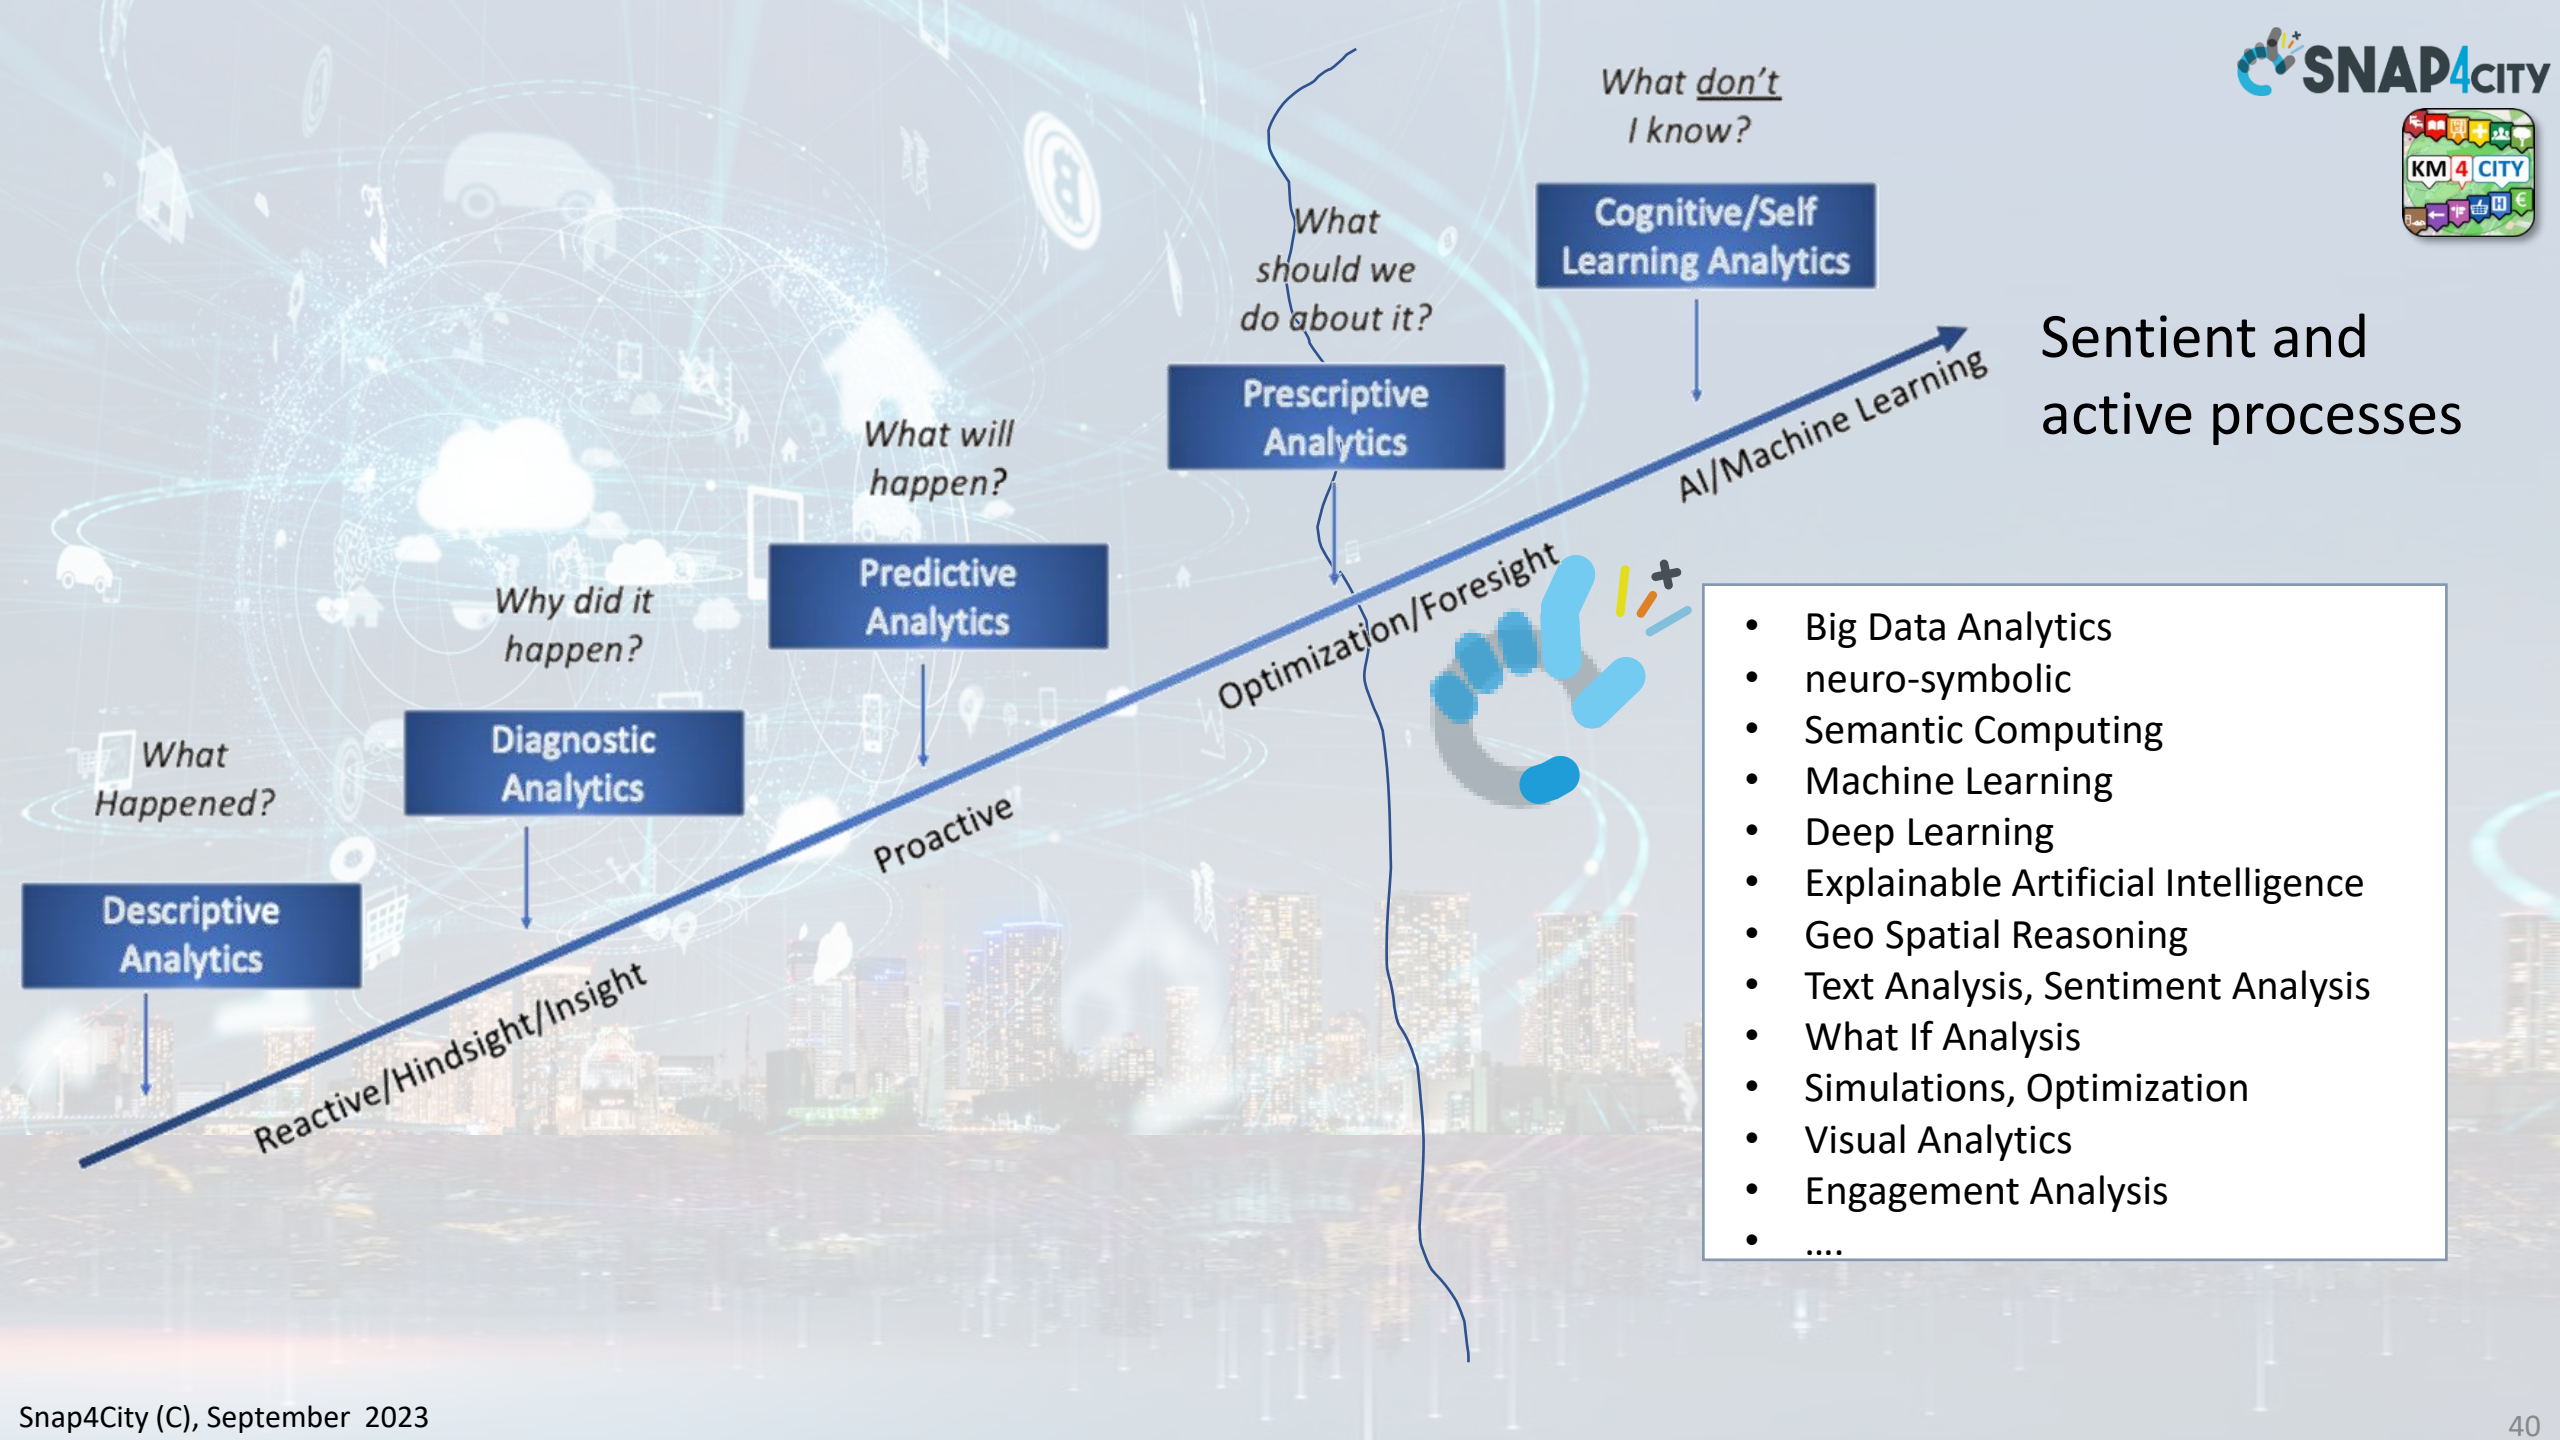 SNAP4CITY
KM 4 CITY
What don't
I know?
Cognitive/Self
Learning Analytics
What
should we
do about it?
Prescriptive
Analytics
Sentient and
active processes
AI/Machine Learning
What will
happen?
Predictive
Analytics
Optimization/Foresight
Why did it
happen?
Diagnostic
Analytics
Proactive
What
Happened?
Descriptive
Analytics
Reactive/Hindsight/Insight
• Big Data Analytics
• neuro-symbolic
• Semantic Computing
• Machine Learning
• Deep Learning
• Explainable Artificial Intelligence
• Geo Spatial Reasoning
• Text Analysis, Sentiment Analysis
• What If Analysis
• Simulations, Optimization
• Visual Analytics
• Engagement Analysis
• ....
Snap4City (C), September 2023
40